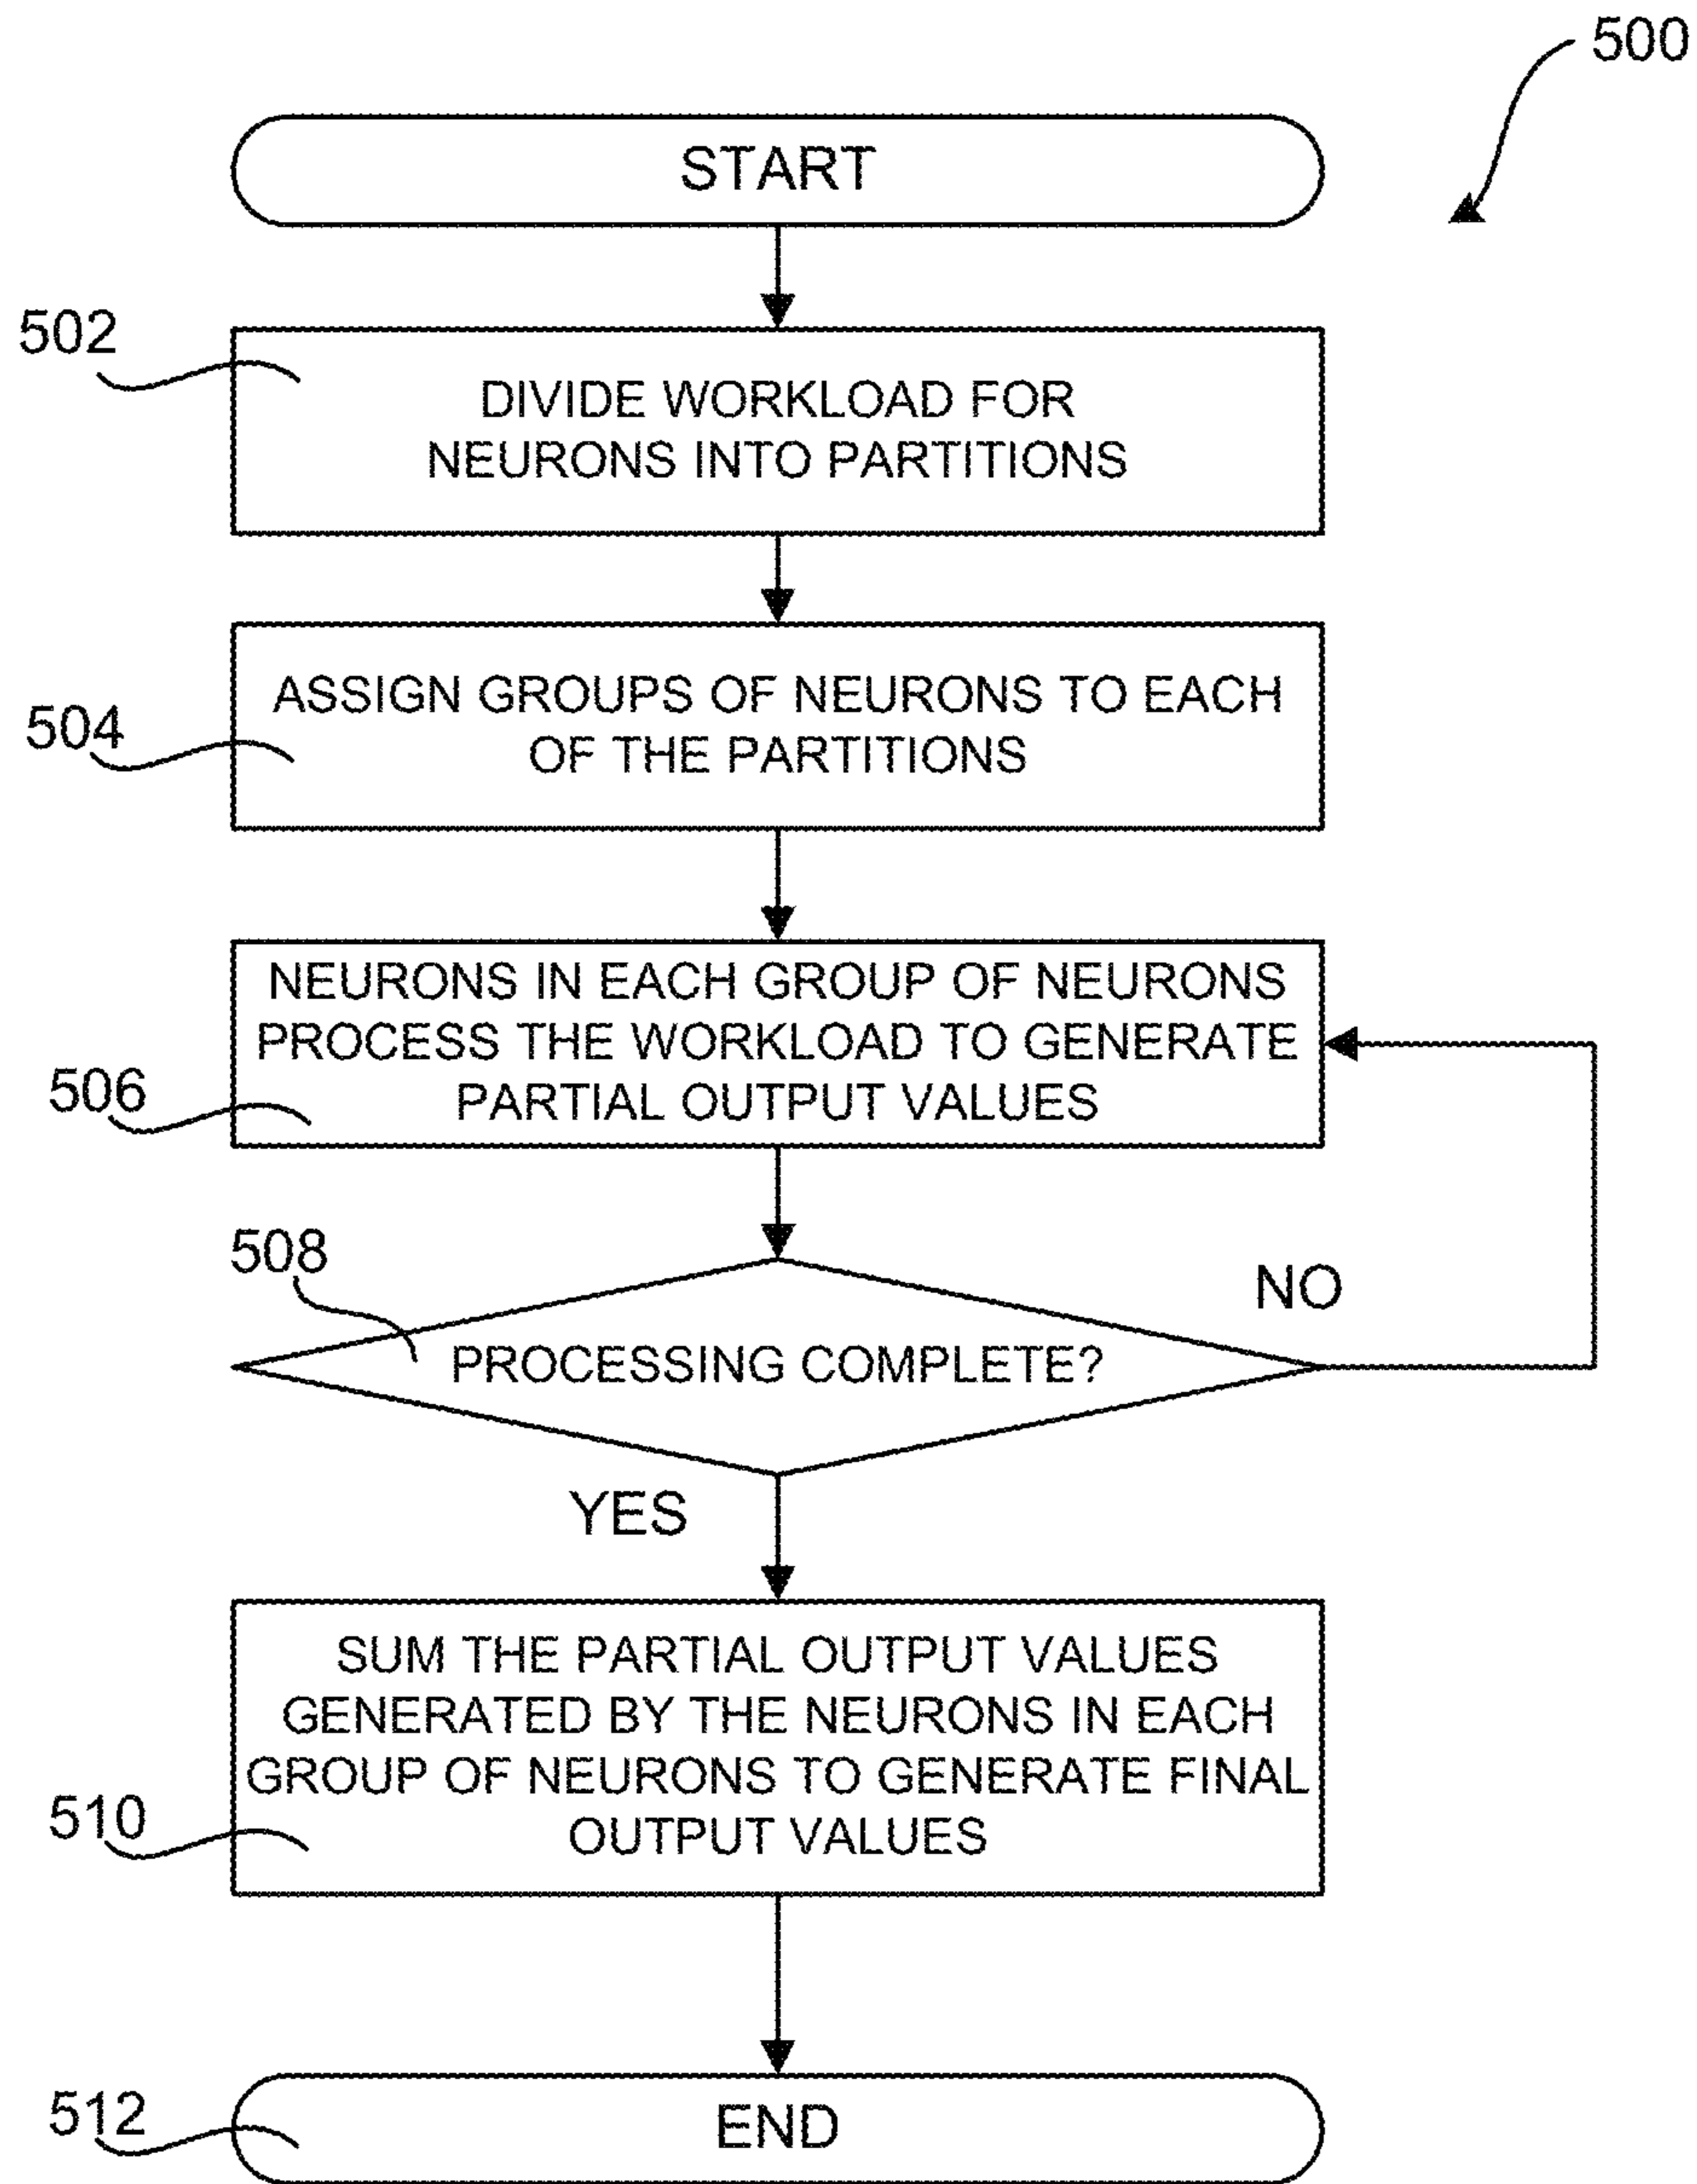 500
START
502
DIVIDE WORKLOAD FOR
NEURONS INTO PARTITIONS
504
ASSIGN GROUPS OF NEURONS TO EACH
OF THE PARTITIONS
506
NEURONS IN EACH GROUP OF NEURONS
PROCESS THE WORKLOAD TO GENERATE
PARTIAL OUTPUT VALUES
508
PROCESSING COMPLETE?
NO
YES
510
SUM THE PARTIAL OUTPUT VALUES
GENERATED BY THE NEURONS IN EACH
GROUP OF NEURONS TO GENERATE FINAL
OUTPUT VALUES
512
END